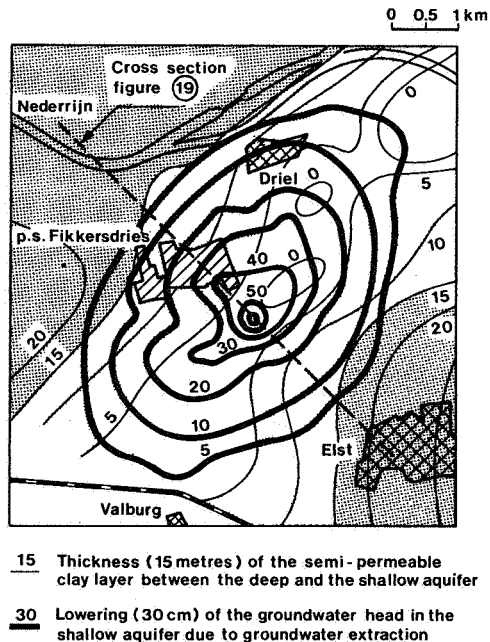 0 0.5 1 km
Cross section
figure 19
Nederrijn
0
Driel
0
5
p.s. Fikkersdries
10
40
0
50
15
20
20
15
30
20
10
5
5
Elst
Valburg
15 Thickness (15 metres) of the semi-permeable
clay layer between the deep and the shallow aquifer
30 Lowering (30 cm) of the groundwater head in the
shallow aquifer due to groundwater extraction